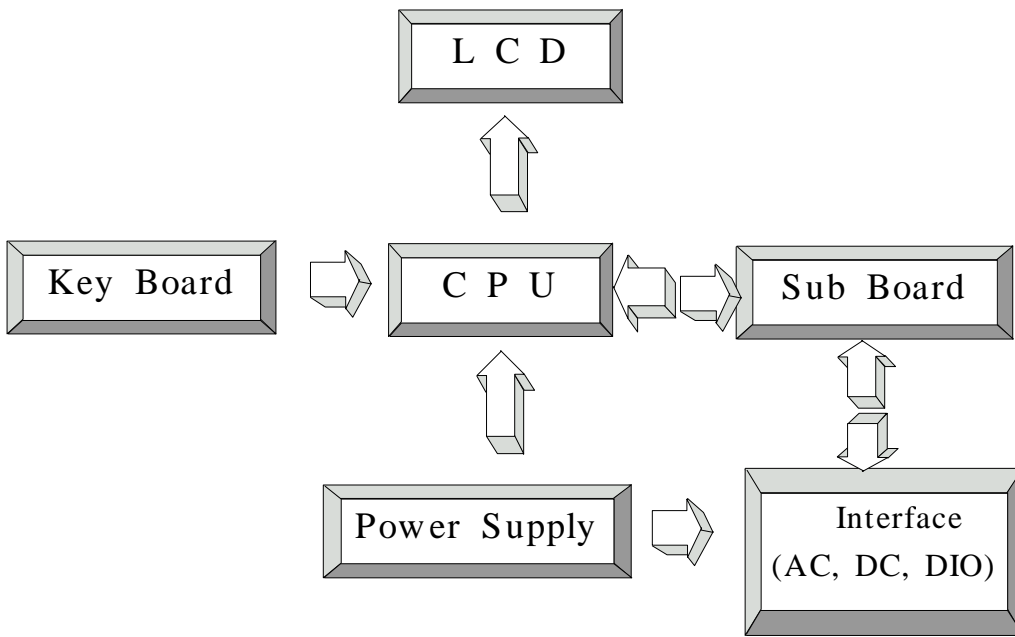 L C D
Key Board
C P U
Sub Board
Power Supply
Interface
(AC, DC, DIO)